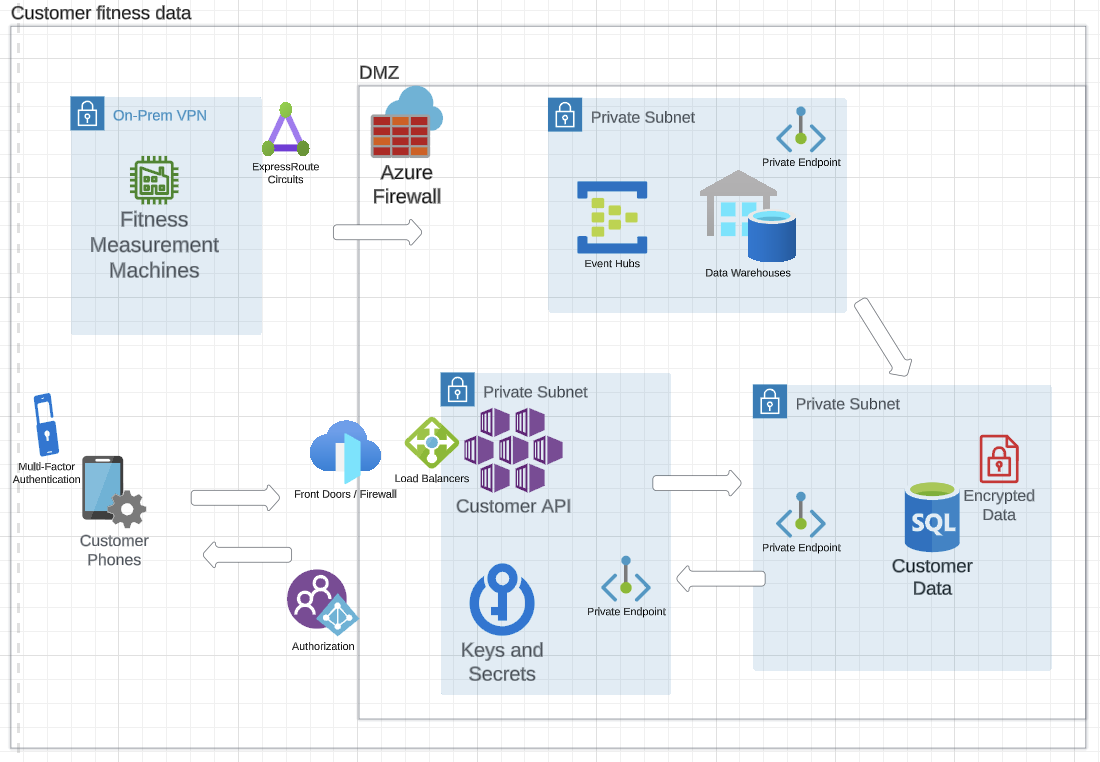 Customer fitness data
DMZ
On-Prem VPN
ExpressRoute
Circuits
Fitness
Measurement
Machines
Azure
Firewall
Private Subnet
Private Endpoint
Event Hubs
Data Warehouses
Multi-Factor
Authentication
Customer
Phones
Front Doors / Firewall
Load Balancers
Authorization
Private Subnet
Customer API
Keys and
Secrets
Private Endpoint
Private Subnet
Private Endpoint
SQL
Encrypted
Data
Customer
Data